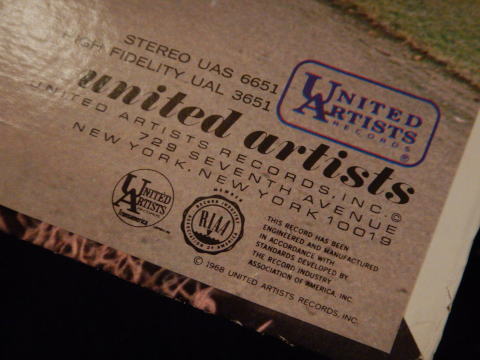 STEREO UAS 6651
HIGH FIDELITY UAL 3651
UNITED
ARTISTS
RECORDS
®
united artists
UNITED ARTISTS RECORDS, INC. ©
729 SEVENTH AVENUE
NEW YORK, NEW YORK 10019
UNITED
ARTISTS
MEMBER
RIAA
THIS RECORD HAS BEEN
ENGINEERED AND MANUFACTURED
IN ACCORDANCE WITH
STANDARDS DEVELOPED BY
THE RECORD INDUSTRY
ASSOCIATION OF AMERICA, INC.
© 1968 UNITED ARTISTS RECORDS, INC.